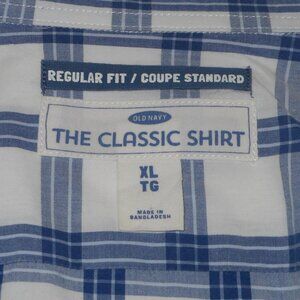 REGULAR FIT / COUPE STANDARD
OLD NAVY
THE CLASSIC SHIRT
XL
TG
MADE IN
BANGLADESH